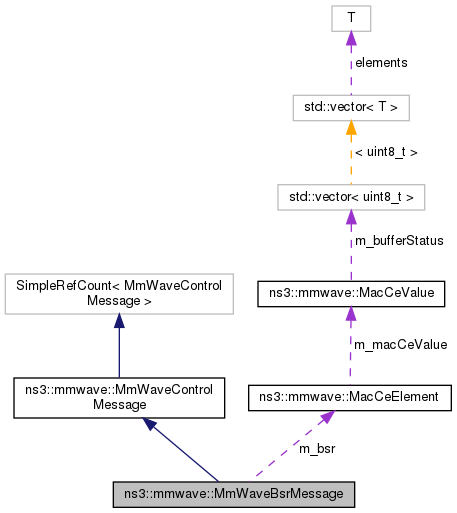 T
elements
std::vector< T >
< uint8_t >
std::vector< uint8_t >
m_bufferStatus
SimpleRefCount< MmWaveControl
Message >
ns3::mmwave::MacCeValue
m_macCeValue
ns3::mmwave::MmWaveControl
Message
ns3::mmwave::MacCeElement
m_bsr
ns3::mmwave::MmWaveBsrMessage